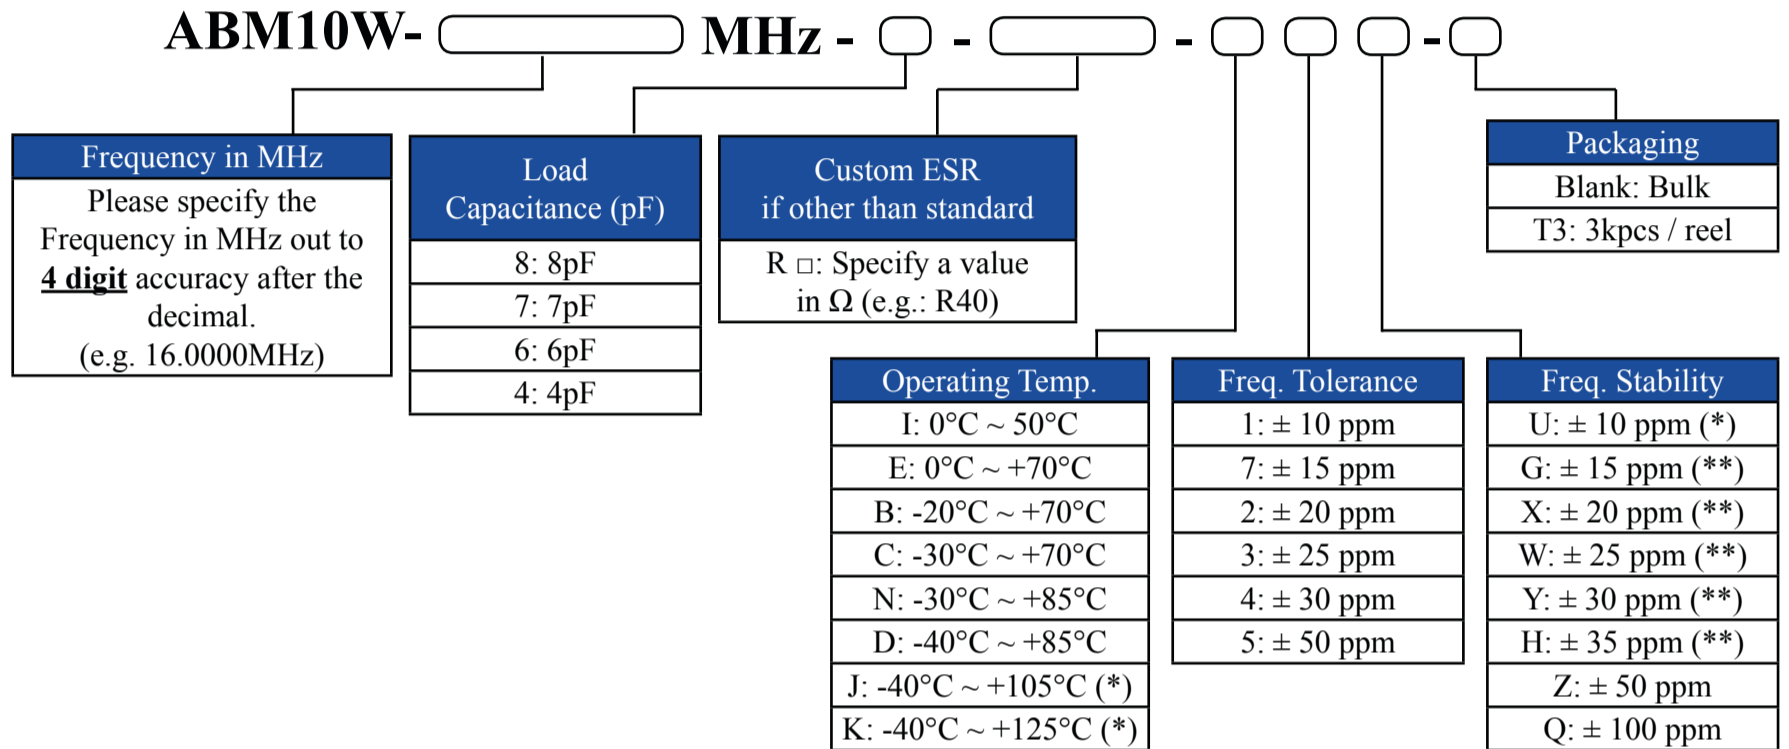 ABM10W- MHz - - -  -
Frequency in MHz
Please specify the
Frequency in MHz out to
4 digit accuracy after the
decimal.
(e.g. 16.0000MHz)
Load
Capacitance (pF)
8: 8pF
7: 7pF
6: 6pF
4: 4pF
Custom ESR
if other than standard
R □: Specify a value
in Ω (e.g.: R40)
Packaging
Blank: Bulk
T3: 3kpcs / reel
Operating Temp.
I: 0°C ~ 50°C
E: 0°C ~ +70°C
B: -20°C ~ +70°C
C: -30°C ~ +70°C
N: -30°C ~ +85°C
D: -40°C ~ +85°C
J: -40°C ~ +105°C (*)
K: -40°C ~ +125°C (*)
Freq. Tolerance
1: ± 10 ppm
7: ± 15 ppm
2: ± 20 ppm
3: ± 25 ppm
4: ± 30 ppm
5: ± 50 ppm
Freq. Stability
U: ± 10 ppm (*)
G: ± 15 ppm (**)
X: ± 20 ppm (**)
W: ± 25 ppm (**)
Y: ± 30 ppm (**)
H: ± 35 ppm (**)
Z: ± 50 ppm
Q: ± 100 ppm